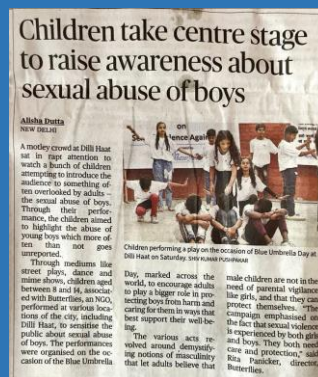 Children take centre stage
to raise awareness about
sexual abuse of boys
Alisha Dutta
NEW DELHI
A motley crowd at Dilli Haat
sat in rapt attention to
watch a bunch of children
attempting to introduce the
audience to something of-
ten overlooked by adults –
the sexual abuse of boys.
Through their perfor-
mance, the children aimed
to highlight the abuse of
young boys which more of-
ten than not goes
unreported.
Through mediums like
street plays, dance and
mime shows, children aged
between 8 and 14, associat-
ed with Butterflies, an NGO,
performed at various loca-
tions of the city, including
Dilli Haat, to sensitise the
public about sexual abuse
of boys. The performances
were organised on the oc-
casion of the Blue Umbrella
on
lence Again
Children performing a play on the occasion of Blue Umbrella Day at
Dilli Haat on Saturday. SHIV KUMAR PUSHPAKAR
Day, marked across the
world, to encourage adults
to play a bigger role in pro-
tecting boys from harm and
caring for them in ways that
best support their well-be-
ing.
The various acts re-
volved around demystify-
ing notions of masculinity
that let adults believe that
male children are not in the
need of parental vigilance
like girls, and that they can
protect themselves. "The
campaign emphasised on
the fact that sexual violence
is experienced by both girls
and boys. They both need
care and protection," said
Rita Panicker, director,
Butterflies.